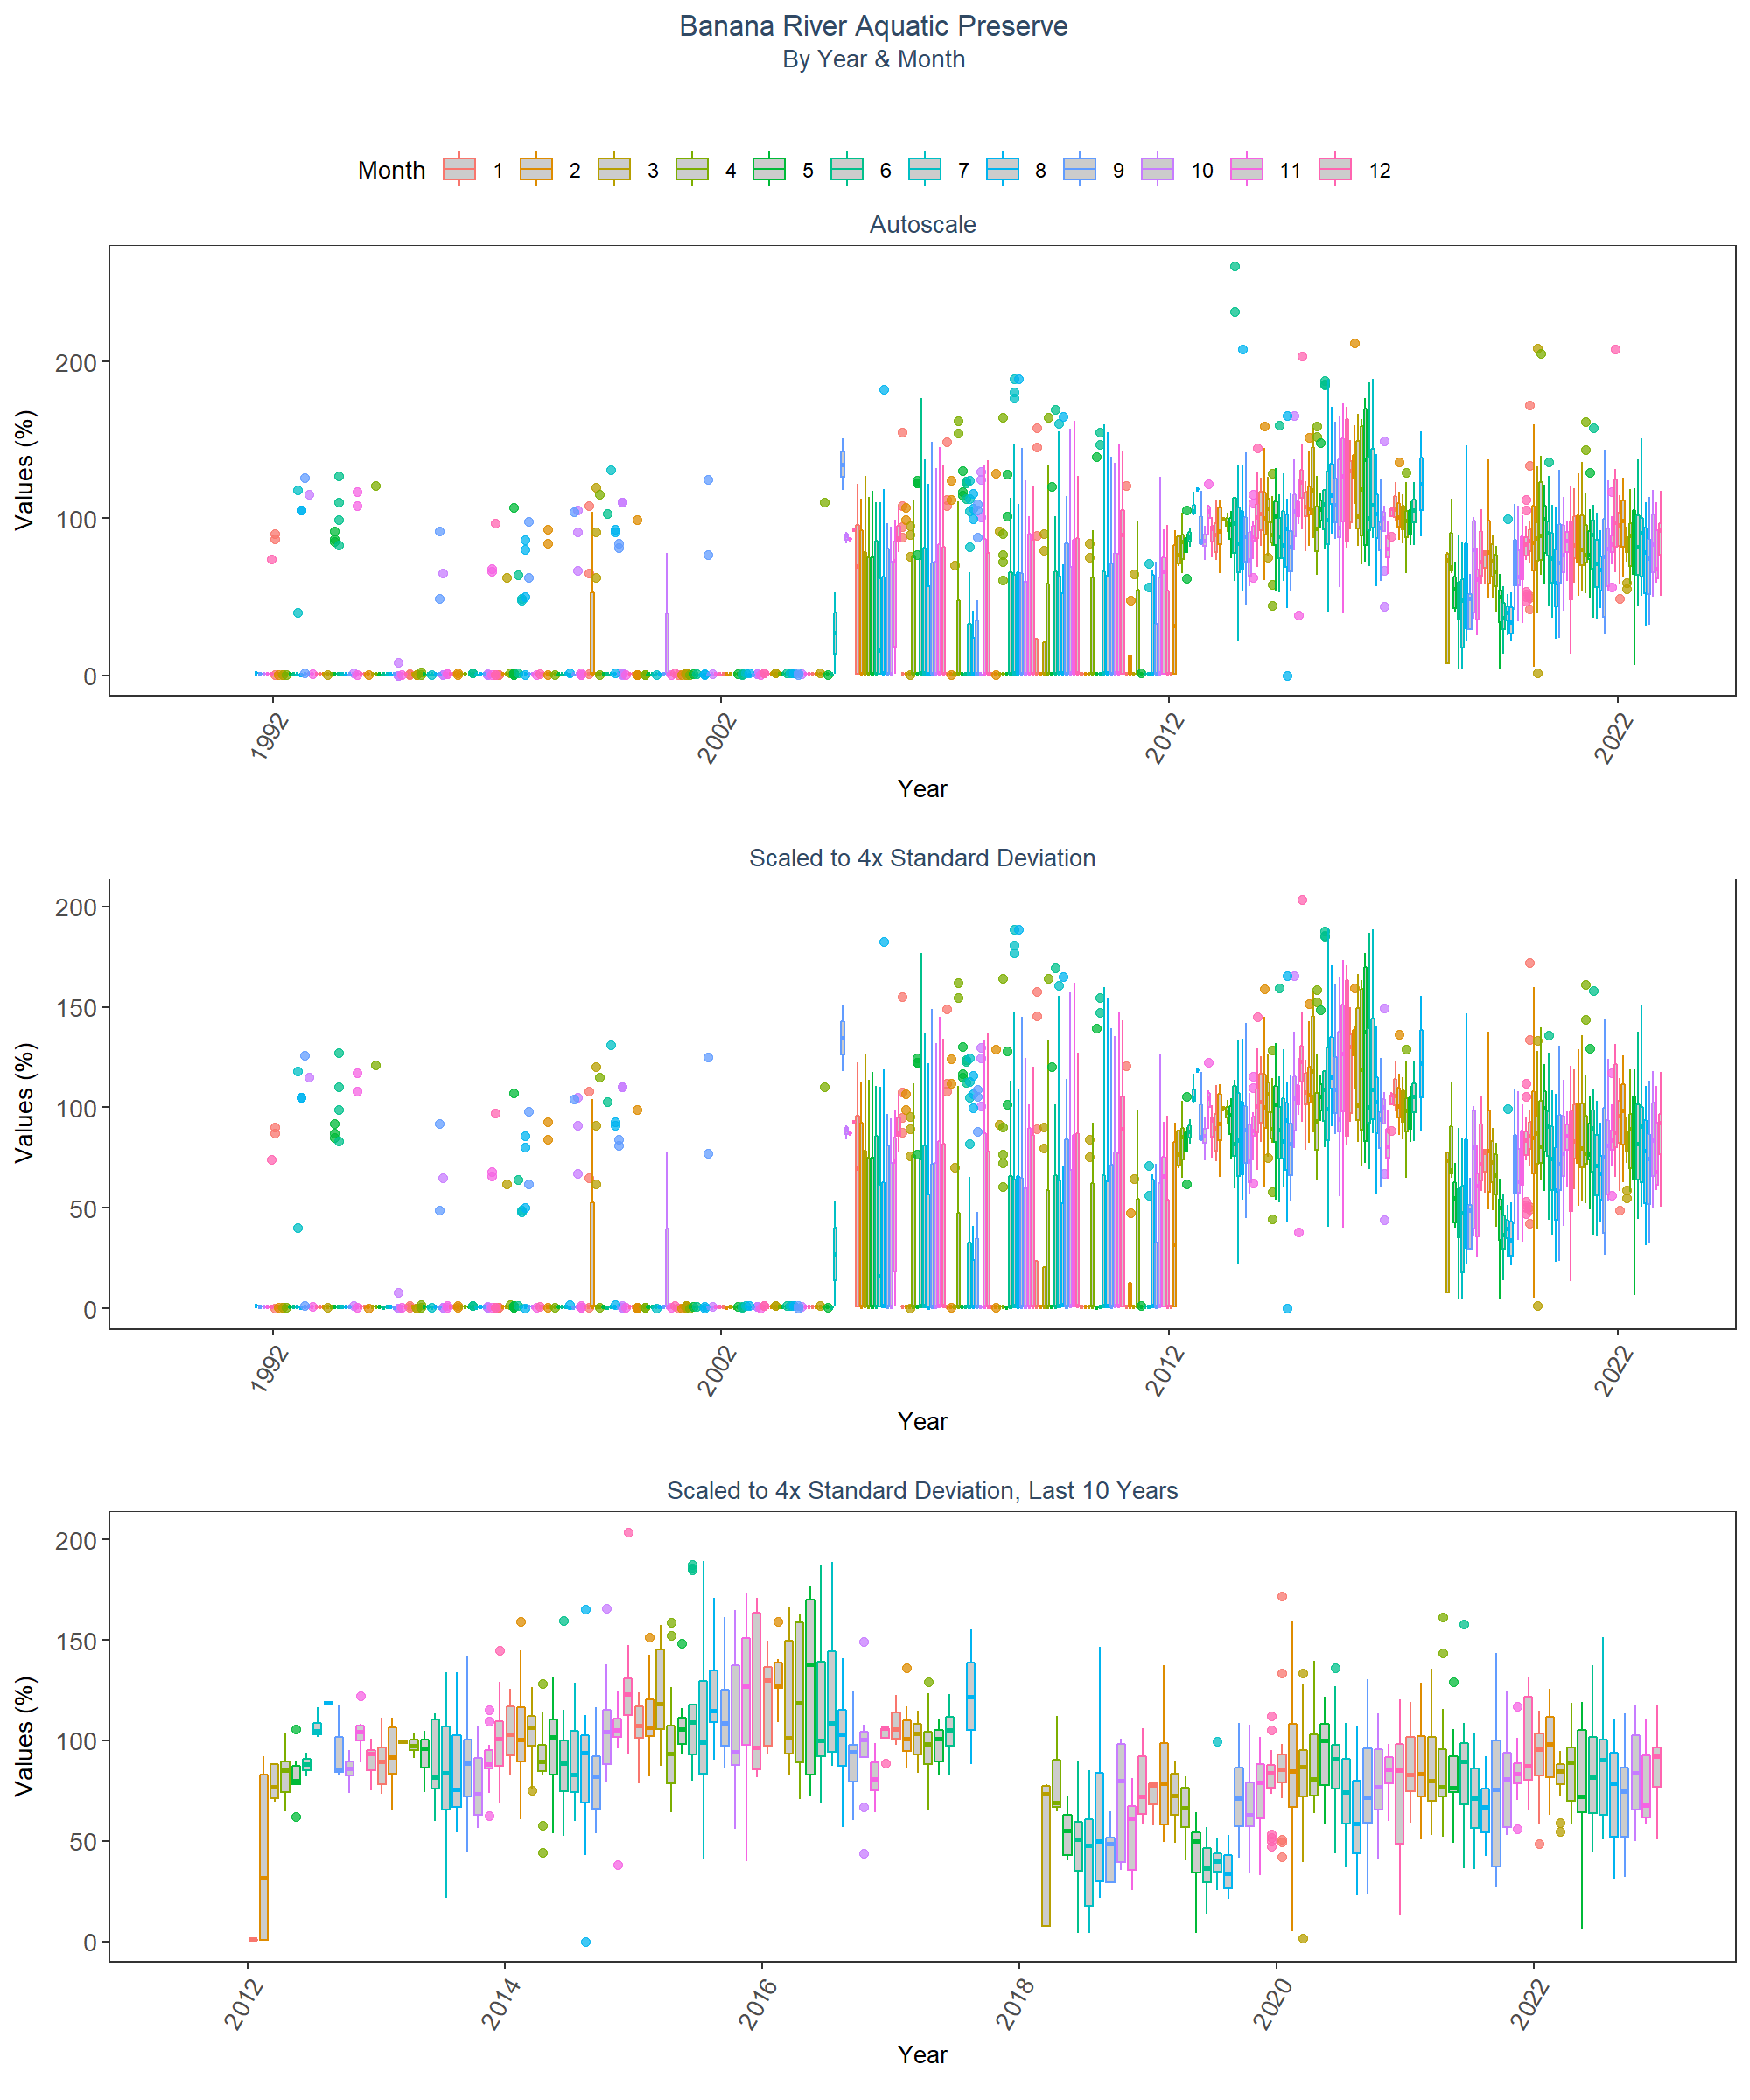 Banana River Aquatic Preserve
By Year & Month
Month 1 2 3 4 5 6 7 8 9 10 11 12
Autoscale
Values (%)
200
100
0
1992 2002 2012 2022
Year
Scaled to 4x Standard Deviation
Values (%)
200
150
100
50
0
1992 2002 2012 2022
Year
Scaled to 4x Standard Deviation, Last 10 Years
Values (%)
200
150
100
50
0
2012 2014 2016 2018 2020 2022
Year